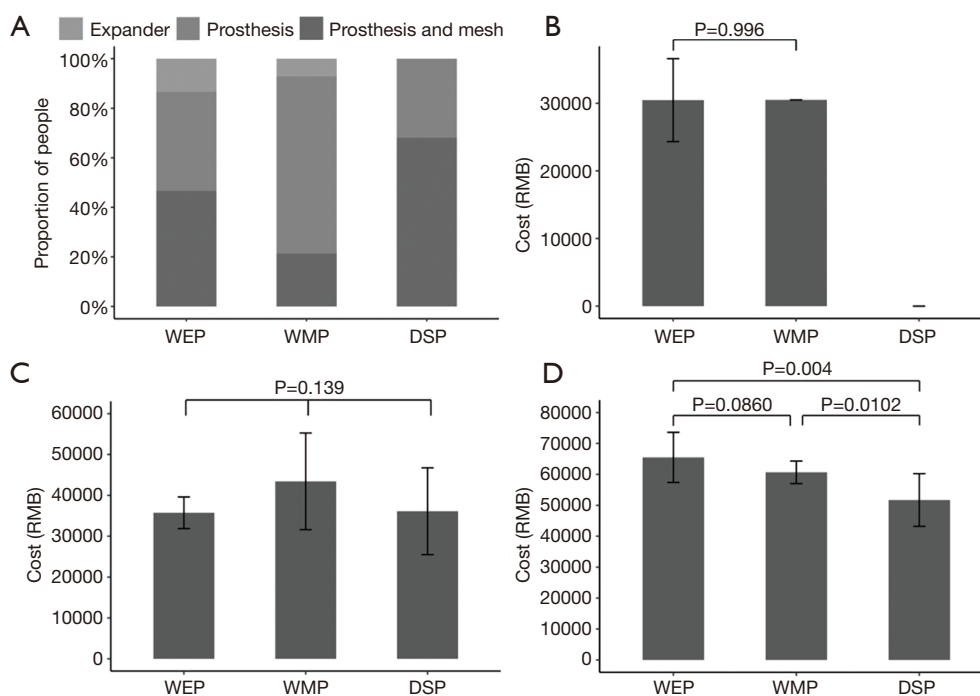 A
Expander Prosthesis Prosthesis and mesh
100%
80%
60%
40%
20%
0%
Proportion of people
WEP WMP DSP
B
P=0.996
30000
20000
10000
0
Cost (RMB)
WEP WMP DSP
C
P=0.139
60000
50000
40000
30000
20000
10000
0
Cost (RMB)
WEP WMP DSP
D
P=0.004
P=0.0860 P=0.0102
80000
70000
60000
50000
40000
30000
20000
10000
0
Cost (RMB)
WEP WMP DSP